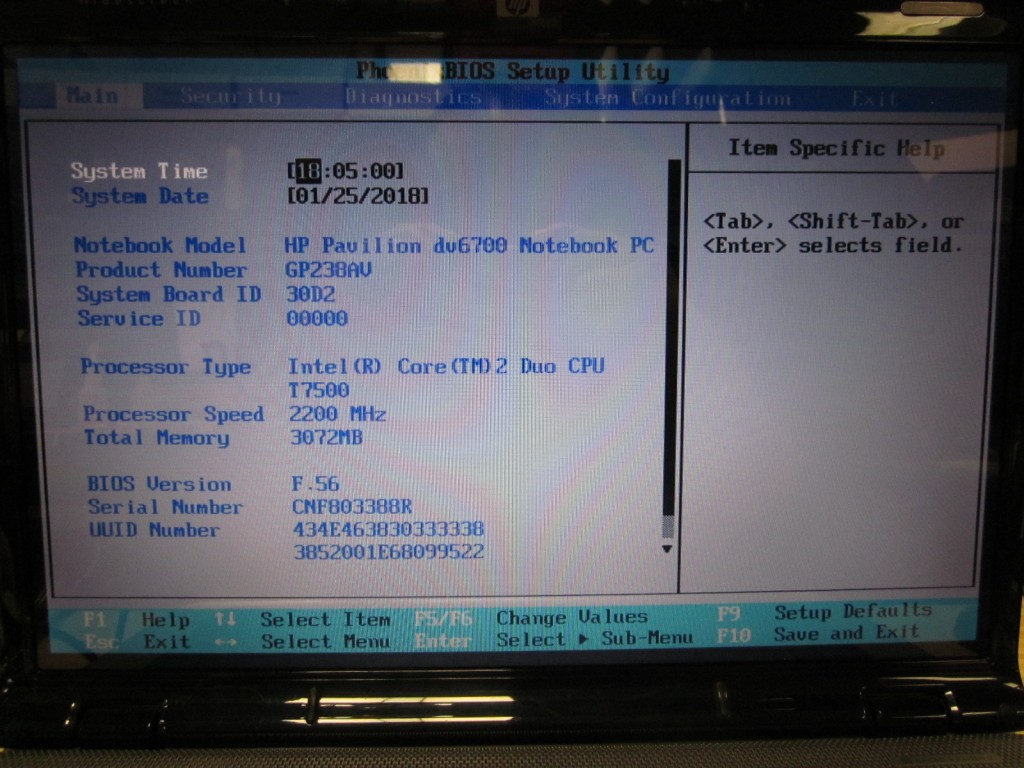 PhoenixBIOS Setup Utility
Main Security Diagnostics System Configuration Exit
Item Specific Help
System Time [18:05:00]
System Date [01/25/2018]
<Tab>, <Shift-Tab>, or
<Enter> selects field.
Notebook Model HP Pavilion dv6700 Notebook PC
Product Number GP238AV
System Board ID 30D2
Service ID 00000
Processor Type Intel(R) Core(TM)2 Duo CPU
T7500
Processor Speed 2200 MHz
Total Memory 3072MB
BIOS Version F.56
Serial Number CNF803388R
UUID Number 434E463830333338
3852001E68099522
F1 Help ↑↓ Select Item F5/F6 Change Values F9 Setup Defaults
Esc Exit ↔ Select Menu Enter Select ▶ Sub-Menu F10 Save and Exit